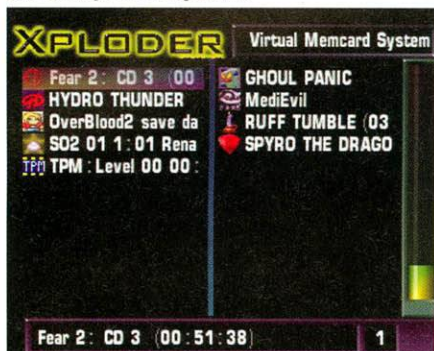 XPLODER
Virtual Memcard System
Fear 2: CD 3 (00
HYDRO THUNDER
OverBlood2 save da
SO2 01 1:01 Rena
TPM TPM : Level 00 00 :
GHOUL PANIC
MediEvil
RUFF TUMBLE (03
SPYRO THE DRAGO
Fear 2: CD 3 (00:51:38)
1